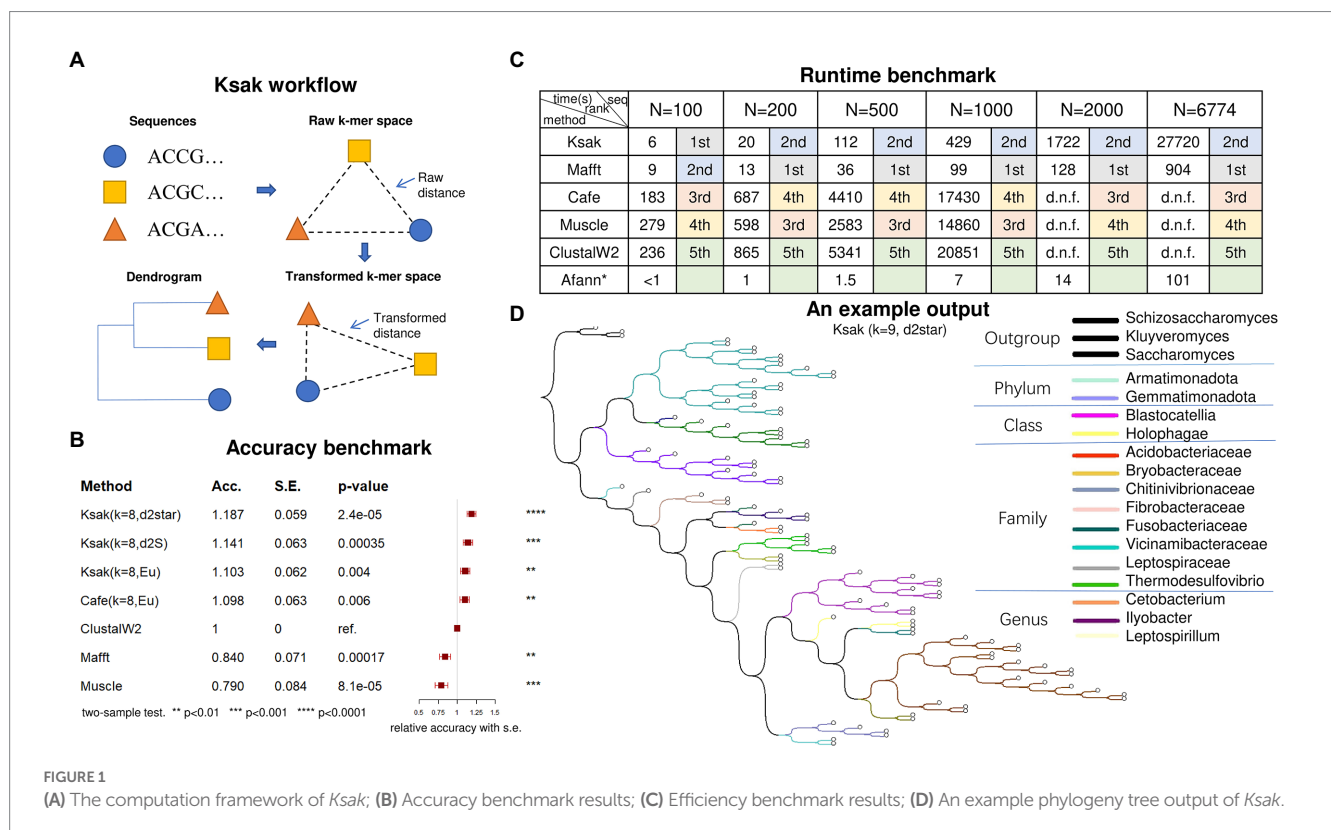 A
Ksak workflow
Sequences
Raw k-mer space
ACCG…
ACGC…
ACGA…
Raw
distance
Dendrogram
Transformed k-mer space
Transformed
distance
B
Accuracy benchmark
Method Acc. S.E. p-value
Ksak(k=8,d2star) 1.187 0.059 2.4e-05 ****
Ksak(k=8,d2S) 1.141 0.063 0.00035 ***
Ksak(k=8,Eu) 1.103 0.062 0.004 **
Cafe(k=8,Eu) 1.098 0.063 0.006 **
ClustalW2 1 0 ref.
Mafft 0.840 0.071 0.00017 **
Muscle 0.790 0.084 8.1e-05 ***
two-sample test. ** p<0.01 *** p<0.001 **** p<0.0001
0.5 0.75 1 1.25 1.5
relative accuracy with s.e.
C
Runtime benchmark
time(s) rank seq method N=100 N=200 N=500 N=1000 N=2000 N=6774
Ksak 6 1st 20 2nd 112 2nd 429 2nd 1722 2nd 27720 2nd
Mafft 9 2nd 13 1st 36 1st 99 1st 128 1st 904 1st
Cafe 183 3rd 687 4th 4410 4th 17430 4th d.n.f. 3rd d.n.f. 3rd
Muscle 279 4th 598 3rd 2583 3rd 14860 3rd d.n.f. 4th d.n.f. 4th
ClustalW2 236 5th 865 5th 5341 5th 20851 5th d.n.f. 5th d.n.f. 5th
Afann* <1 1 1.5 7 14 101
D
An example output
Ksak (k=9, d2star)
Outgroup
Schizosaccharomyces
Kluyveromyces
Saccharomyces
Phylum
Armatimonadota
Gemmatimonadota
Class
Blastocatellia
Holophagae
Family
Acidobacteriaceae
Bryobacteraceae
Chitinivibrionaceae
Fibrobacteraceae
Fusobacteriaceae
Vicinamibacteraceae
Leptospiraceae
Thermodesulfovibrio
Genus
Cetobacterium
Ilyobacter
Leptospirillum
FIGURE 1
(A) The computation framework of Ksak; (B) Accuracy benchmark results; (C) Efficiency benchmark results; (D) An example phylogeny tree output of Ksak.